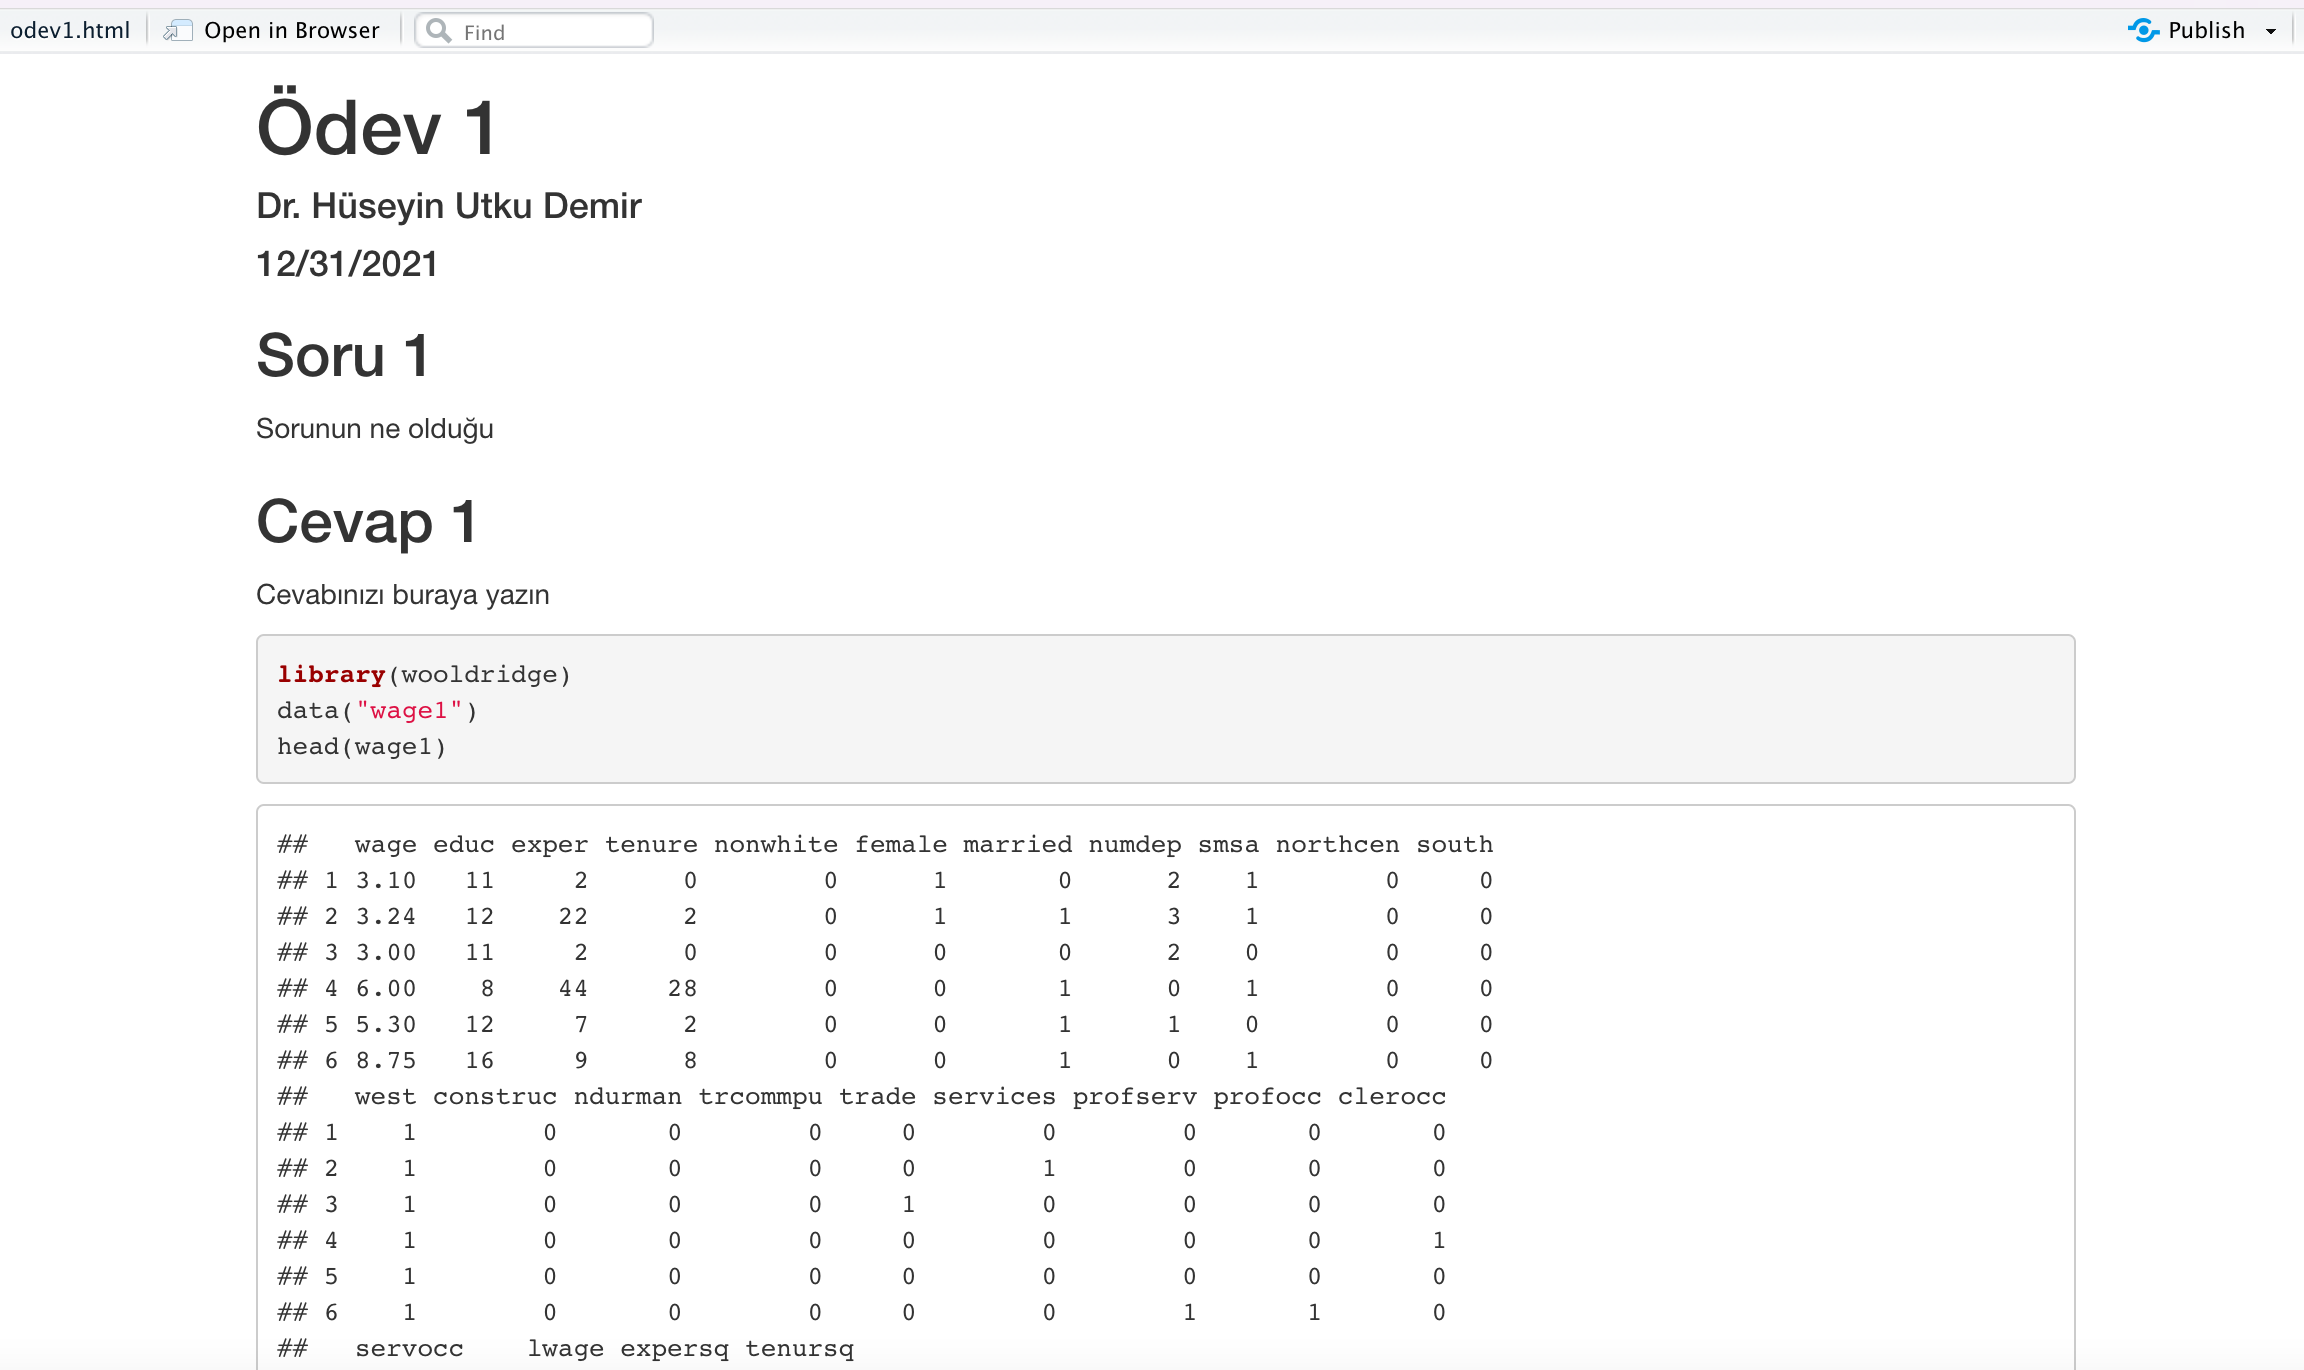 odev1.html Open in Browser Find Publish
Ödev 1
Dr. Hüseyin Utku Demir
12/31/2021
Soru 1
Sorunun ne olduğu
Cevap 1
Cevabınızı buraya yazın
library(wooldridge)
data("wage1")
head(wage1)
##   wage educ exper tenure nonwhite female married numdep smsa northcen south
## 1 3.10   11     2      0        0      1       0      2    1        0     0
## 2 3.24   12    22      2        0      1       1      3    1        0     0
## 3 3.00   11     2      0        0      0       0      2    0        0     0
## 4 6.00    8    44     28        0      0       1      0    1        0     0
## 5 5.30   12     7      2        0      0       1      1    0        0     0
## 6 8.75   16     9      8        0      0       1      0    1        0     0
##   west construc ndurman trcommpu trade services profserv profocc clerocc
## 1    1        0       0        0     0        0        0       0       0
## 2    1        0       0        0     0        1        0       0       0
## 3    1        0       0        0     1        0        0       0       0
## 4    1        0       0        0     0        0        0       0       1
## 5    1        0       0        0     0        0        0       0       0
## 6    1        0       0        0     0        0        1       1       0
##   servocc    lwage expersq tenursq